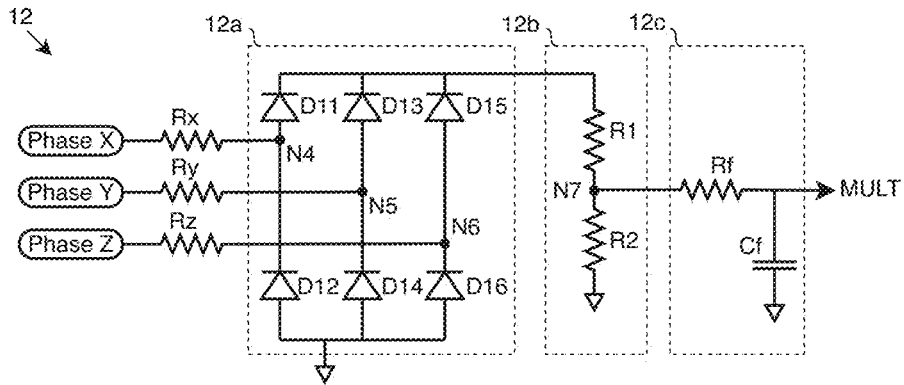 12
12a
12b
12c
D11
D13
D15
R1
Phase X
Rx
N4
Ry
Phase Y
N5
N7
Rf
MULT
Rz
Phase Z
N6
R2
Cf
D12
D14
D16